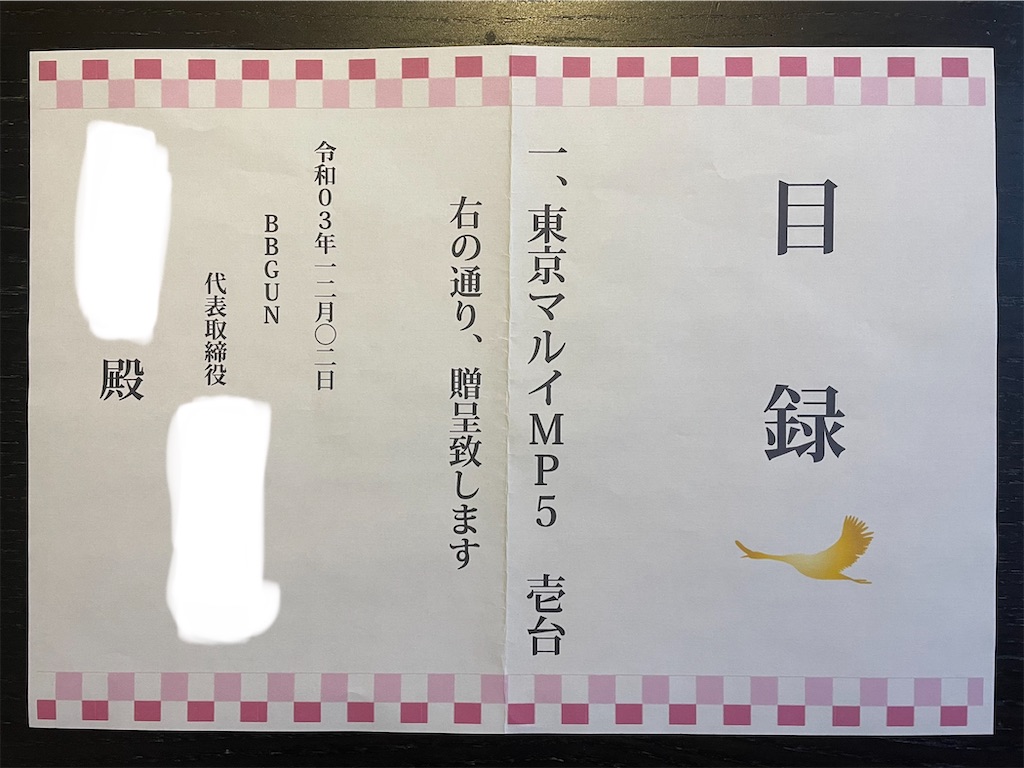 目録
一、東京マルイMP5 壱台
右の通り、贈呈致します
令和03年一二月〇二日
BBGUN
代表取締役
殿